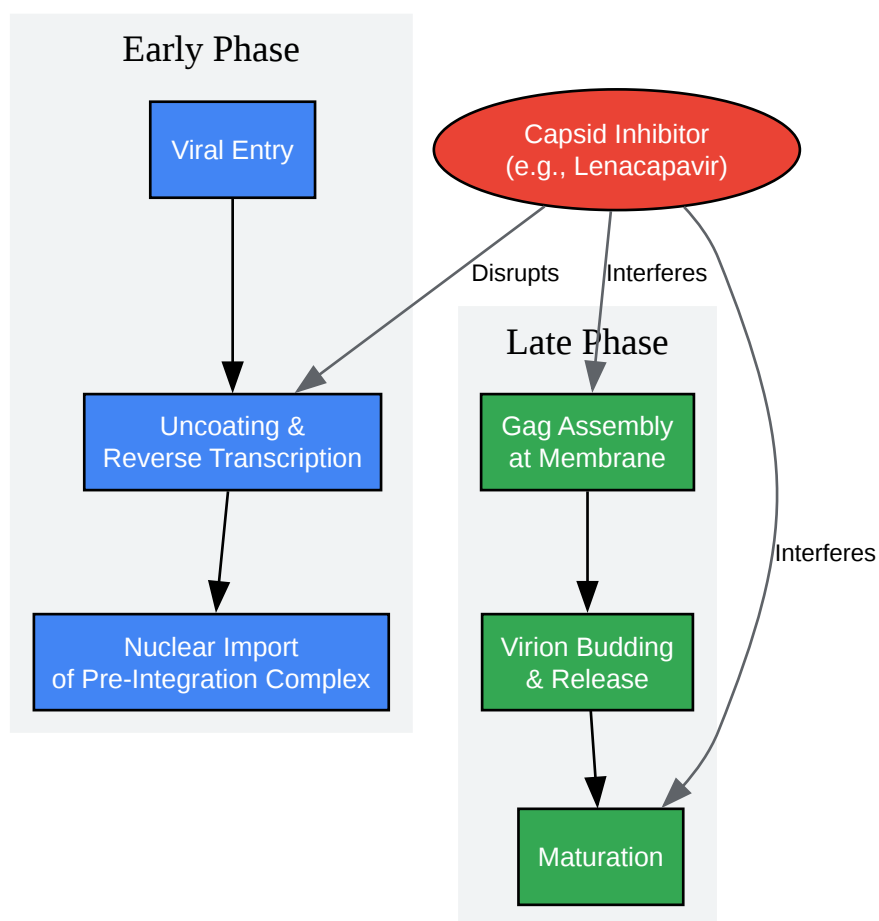 Early Phase
Viral Entry
Capsid Inhibitor
(e.g., Lenacapavir)
Disrupts
Interferes
Late Phase
Uncoating &
Reverse Transcription
Gag Assembly
at Membrane
Interferes
Nuclear Import
of Pre-Integration Complex
Virion Budding
& Release
Maturation